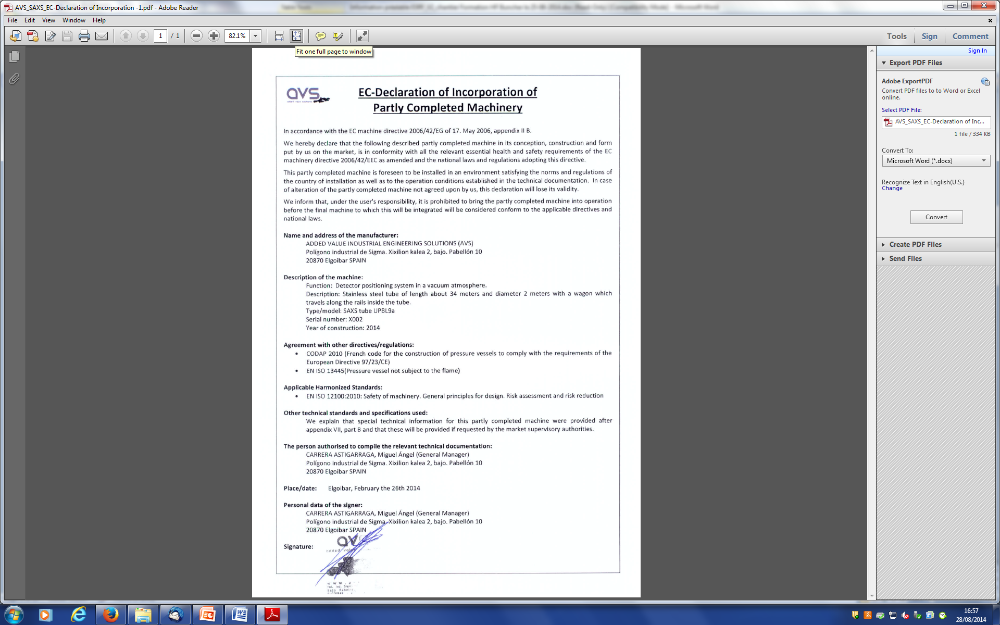 AVS_SAXS_EC-Declaration of Incorporation -1.pdf - Adobe Reader
File Edit View Window Help
1 / 1 82.1% Tools Sign Comment
Fit one full page to window
Sign In
Export PDF Files
Adobe ExportPDF
Convert PDF files to to Word or Excel
online.
Select PDF File:
AVS_SAXS_EC-Declaration of Inc...
1 file / 334 KB
Convert To:
Microsoft Word (*.docx)
Recognize Text in English(U.S.)
Change
Convert
Create PDF Files
Send Files
avs
EC-Declaration of Incorporation of
Partly Completed Machinery
In accordance with the EC machine directive 2006/42/EG of 17. May 2006, appendix II B.
We hereby declare that the following described partly completed machine in its conception, construction and form
put by us on the market, is in conformity with all the relevant essential health and safety requirements of the EC
machinery directive 2006/42/EEC as amended and the national laws and regulations adopting this directive.
This partly completed machine is foreseen to be installed in an environment satisfying the norms and regulations of
the country of installation as well as to the operation conditions established in the technical documentation. In case
of alteration of the partly completed machine not agreed upon by us, this declaration will lose its validity.
We inform that, under the user's responsibility, it is prohibited to bring the partly completed machine into operation
before the final machine to which this will be integrated will be considered conform to the applicable directives and
national laws.
Name and address of the manufacturer:
ADDED VALUE INDUSTRIAL ENGINEERING SOLUTIONS (AVS)
Polígono industrial de Sigma. Xixilion kalea 2, bajo. Pabellón 10
20870 Elgoibar SPAIN
Description of the machine:
Function: Detector positioning system in a vacuum atmosphere.
Description: Stainless steel tube of length about 34 meters and diameter 2 meters with a wagon which
travels along the rails inside the tube.
Type/model: SAXS tube UPBL9a
Serial number: X002
Year of construction: 2014
Agreement with other directives/regulations:
• CODAP 2010 (French code for the construction of pressure vessels to comply with the requirements of the
European Directive 97/23/CE)
• EN ISO 13445(Pressure vessel not subject to the flame)
Applicable Harmonized Standards:
• EN ISO 12100:2010: Safety of machinery. General principles for design. Risk assessment and risk reduction
Other technical standards and specifications used:
We explain that special technical information for this partly completed machine were provided after
appendix VII, part B and that these will be provided if requested by the market supervisory authorities.
The person authorised to compile the relevant technical documentation:
CARRERA ASTIGARRAGA, Miguel Ángel (General Manager)
Polígono industrial de Sigma. Xixilion kalea 2, bajo. Pabellón 10
20870 Elgoibar SPAIN
Place/date: Elgoibar, February the 26th 2014
Personal data of the signer:
CARRERA ASTIGARRAGA, Miguel Ángel (General Manager)
Polígono industrial de Sigma. Xixilion kalea 2, bajo. Pabellón 10
20870 Elgoibar SPAIN
Signature:
added
16:57
28/08/2014